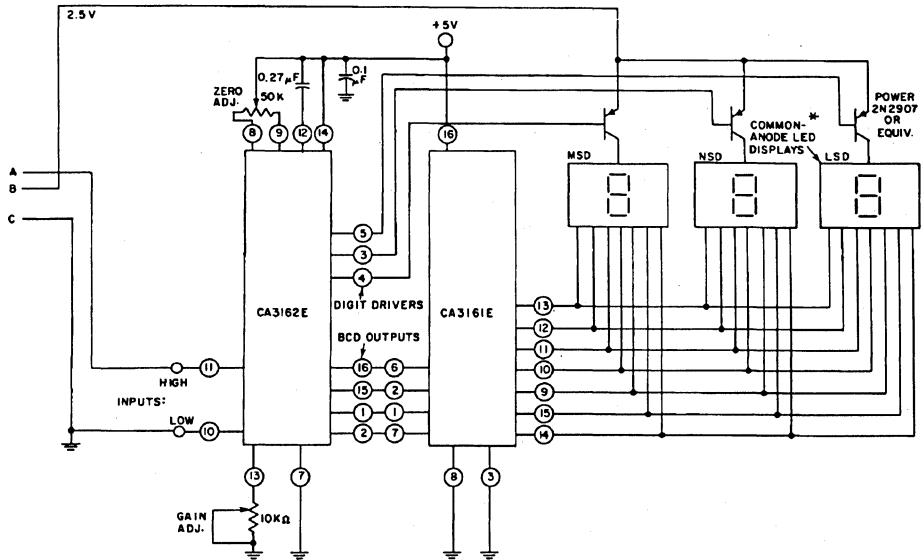 2.5V
+5V
0.27μF
0.1
μF
ZERO
ADJ.
50K
8
9
12
14
16
POWER
2N2907
OR
EQUIV.
COMMON-
ANODE LED
DISPLAYS
*
MSD
NSD
LSD
A
B
C
5
3
4
DIGIT DRIVERS
CA3162E
CA3161E
BCD OUTPUTS
13
12
11
10
9
15
14
HIGH
11
INPUTS:
LOW
10
16
6
15
2
1
1
2
7
13
7
8
3
GAIN
ADJ.
10KΩ